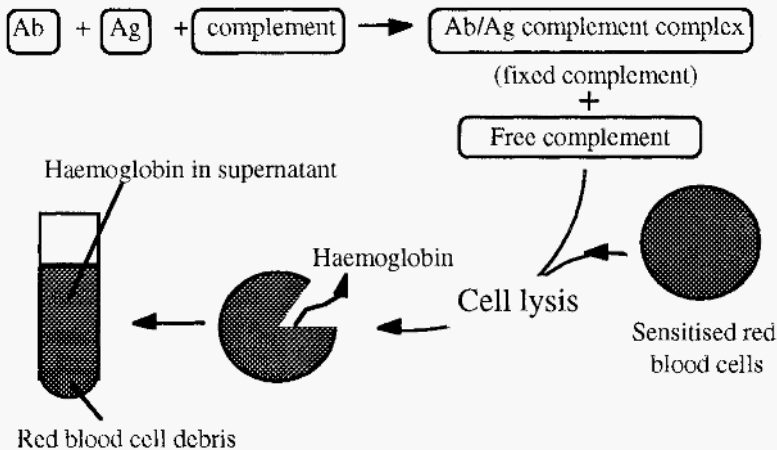 Ab + Ag + complement Ab/Ag complement complex
(fixed complement)
+
Free complement
Haemoglobin in supernatant
Haemoglobin
Cell lysis
Sensitised red
blood cells
Red blood cell debris